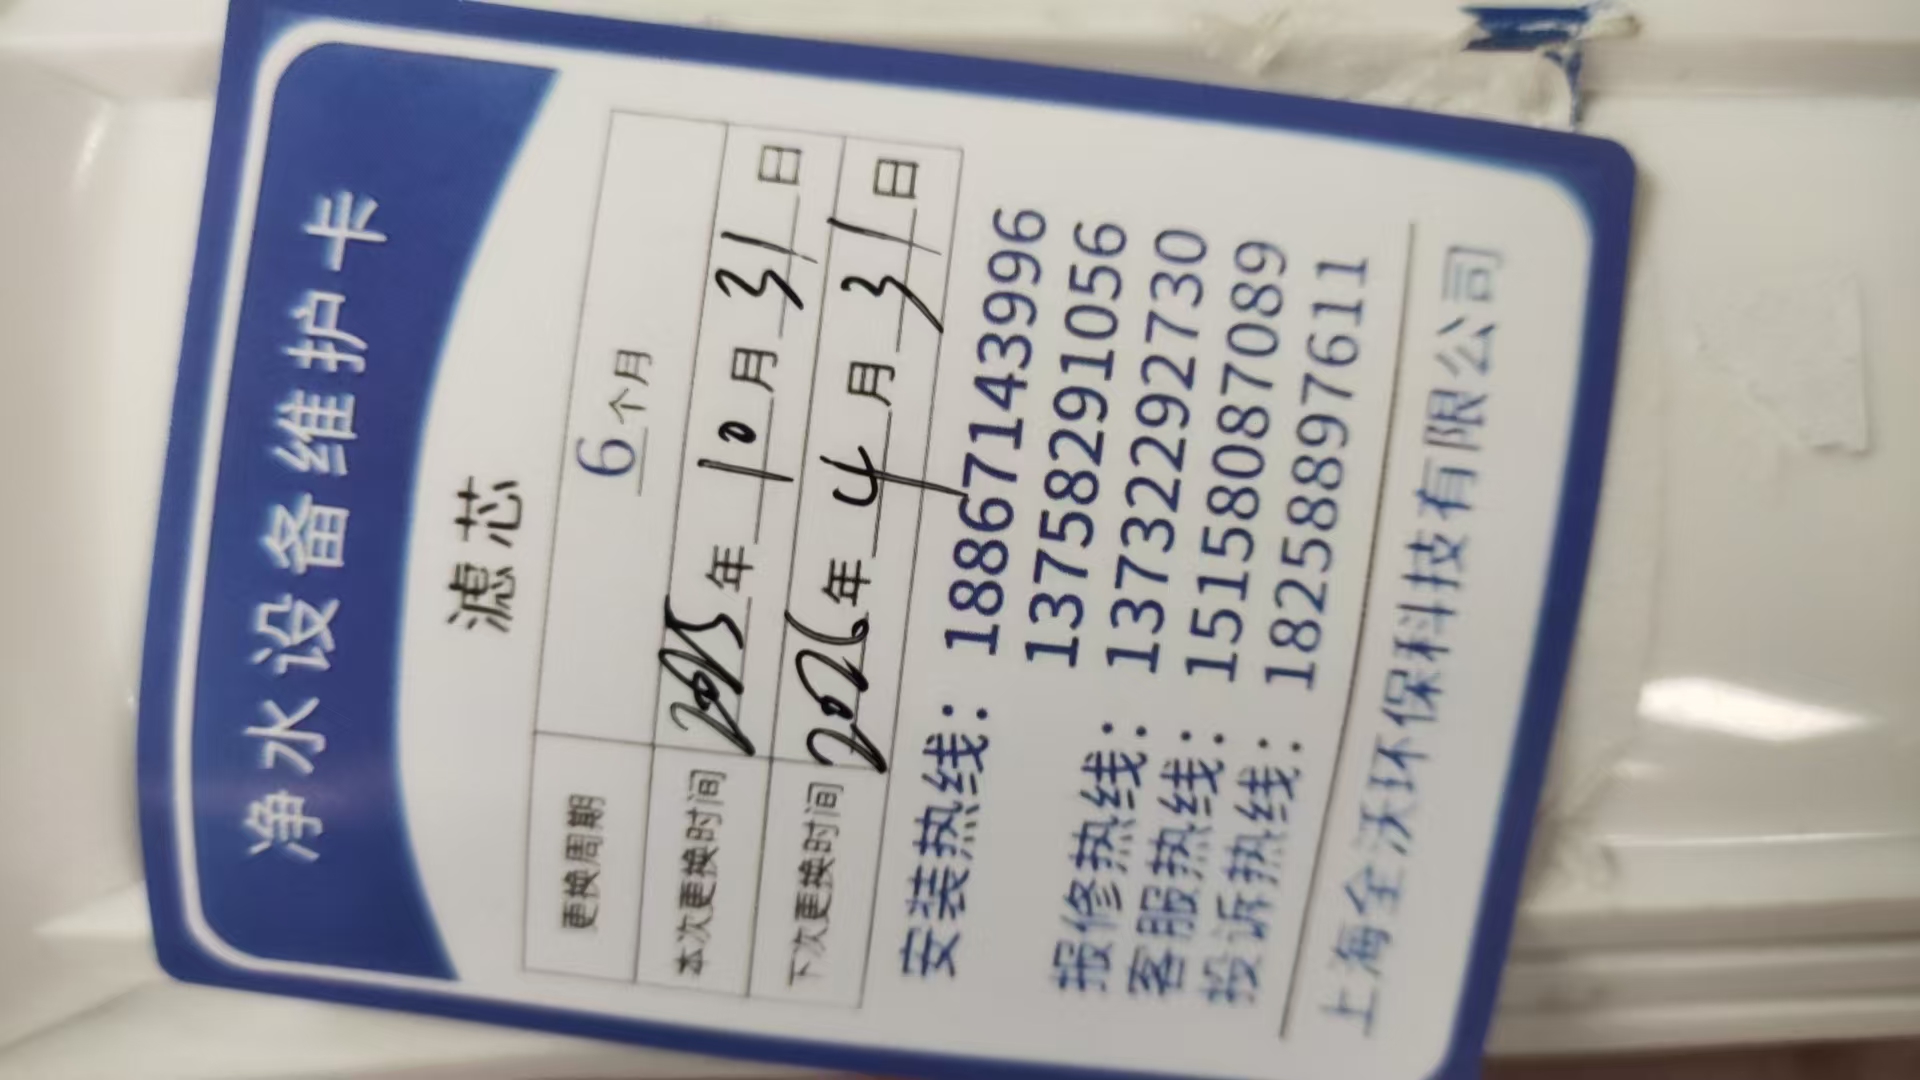 净水设备维护卡
滤芯
更换周期 6个月
本次更换时间 2025年10月31日
下次更换时间 2026年4月31日
安装热线：18867143996
13758291056
报修热线：13732292730
客服热线：15158087089
投诉热线：18258897611
上海全沃环保科技有限公司